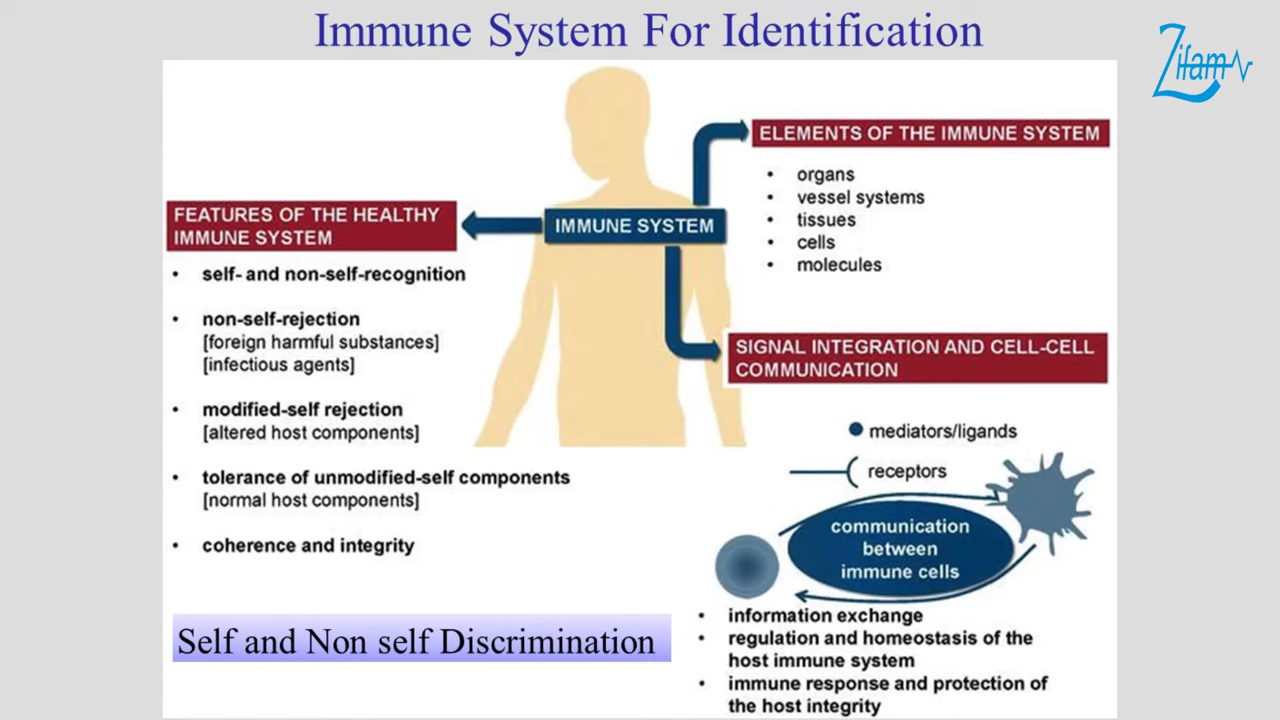 Immune System For Identification
Zifam
ELEMENTS OF THE IMMUNE SYSTEM
• organs
• vessel systems
• tissues
• cells
• molecules
IMMUNE SYSTEM
FEATURES OF THE HEALTHY
IMMUNE SYSTEM
• self- and non-self-recognition
• non-self-rejection
[foreign harmful substances]
[infectious agents]
• modified-self rejection
[altered host components]
• tolerance of unmodified-self components
[normal host components]
• coherence and integrity
Self and Non self Discrimination
SIGNAL INTEGRATION AND CELL-CELL
COMMUNICATION
mediators/ligands
receptors
communication
between
immune cells
• information exchange
• regulation and homeostasis of the
host immune system
• immune response and protection of
the host integrity